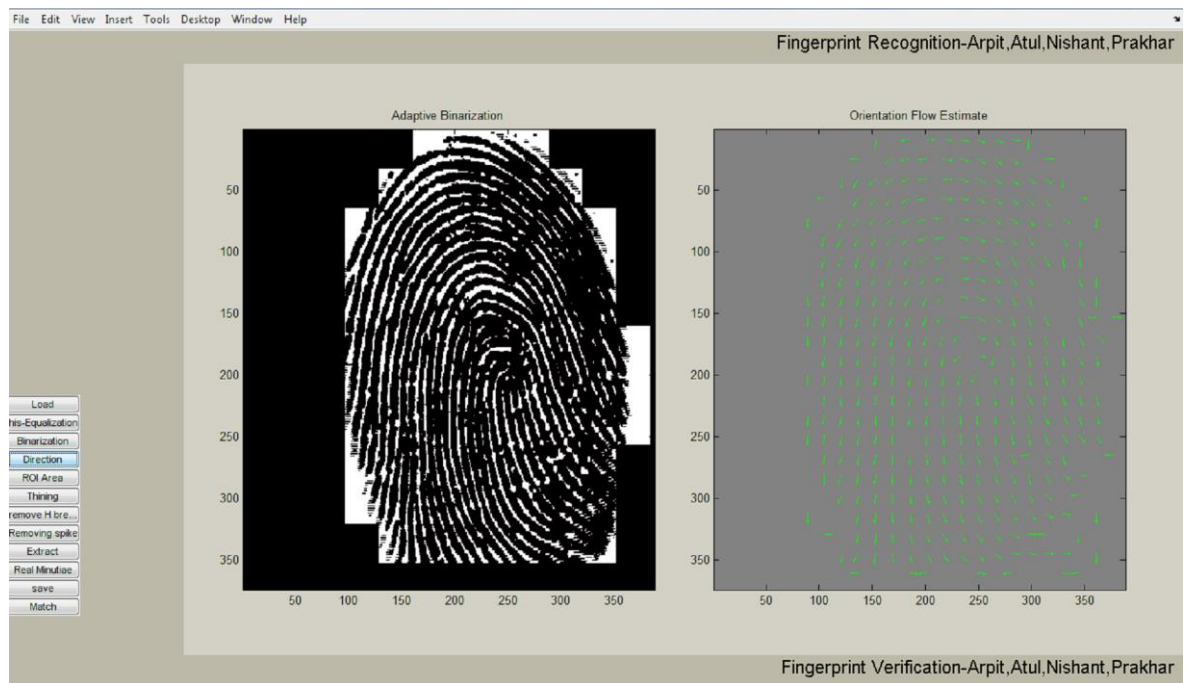 File Edit View Insert Tools Desktop Window Help
Fingerprint Recognition-Arpit,Atul,Nishant,Prakhar
Adaptive Binarization
Orientation Flow Estimate
50
100
150
200
250
300
350
50 100 150 200 250 300 350
50
100
150
200
250
300
350
50 100 150 200 250 300 350
Load
his-Equalization
Binarization
Direction
ROI Area
Thining
remove H bre...
Removing spike
Extract
Real Minutiae
save
Match
Fingerprint Verification-Arpit,Atul,Nishant,Prakhar